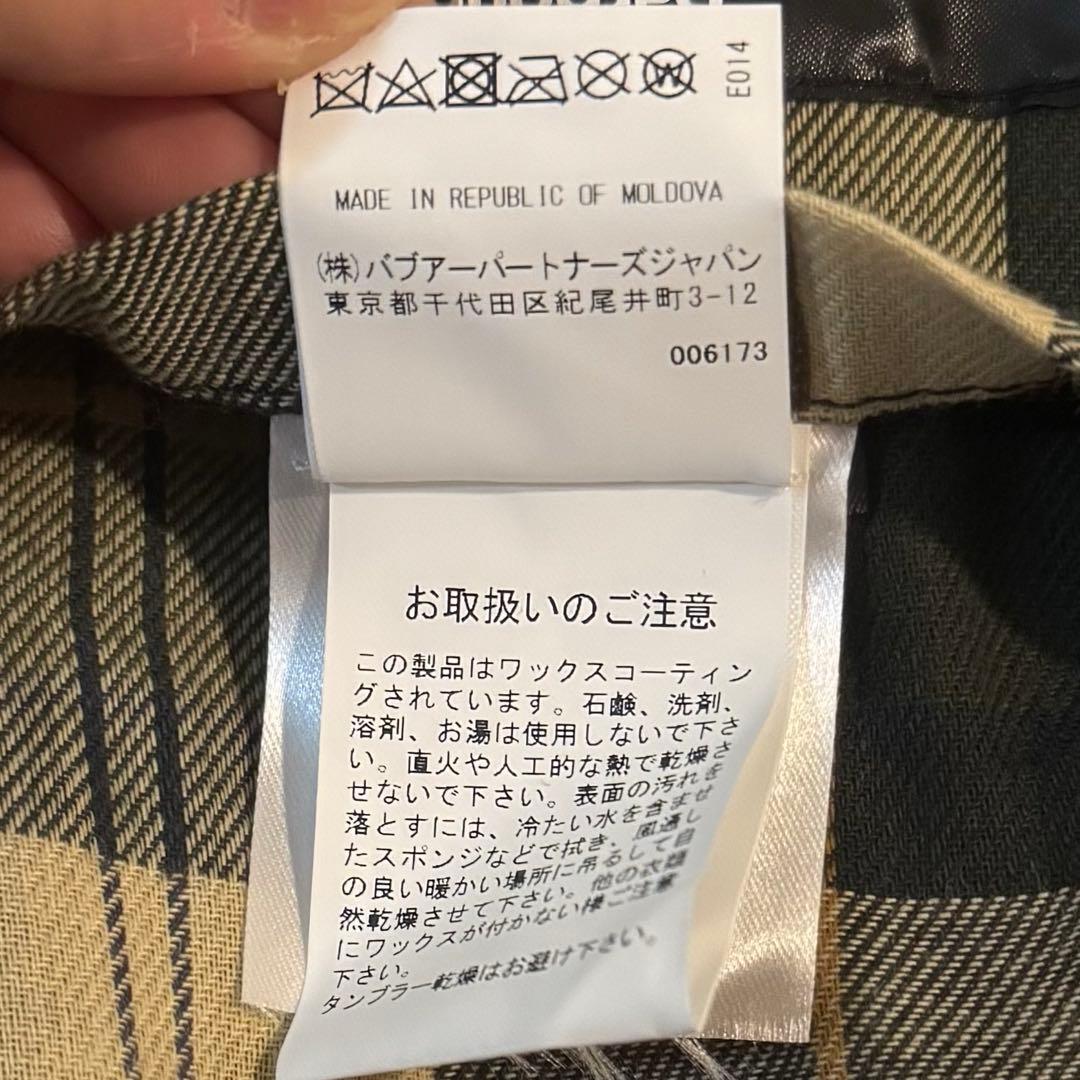 E014
MADE IN REPUBLIC OF MOLDOVA
(株)バブアーパートナーズジャパン
東京都千代田区紀尾井町3-12
006173
お取扱いのご注意
この製品はワックスコーティン
グされています。石鹸、洗剤、
溶剤、お湯は使用しないで下さ
い。直火や人工的な熱で乾燥さ
せないで下さい。表面の汚れを
落とすには、冷たい水を含ませ
たスポンジなどで拭き、風通し
の良い暖かい場所に吊るして自
然乾燥させて下さい。他の衣類
にワックスが付かない様ご注意
下さい。
タンブラー乾燥はお避け下さい。